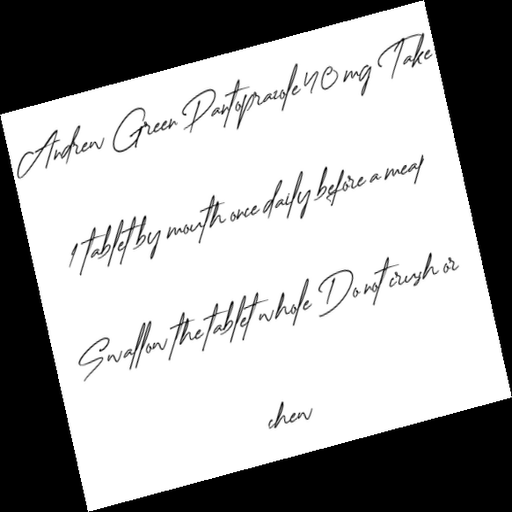 Andrew Green Pantoprazole 40 mg Take
1 tablet by mouth once daily before a meal
Swallow the tablet whole Do not crush or
chew